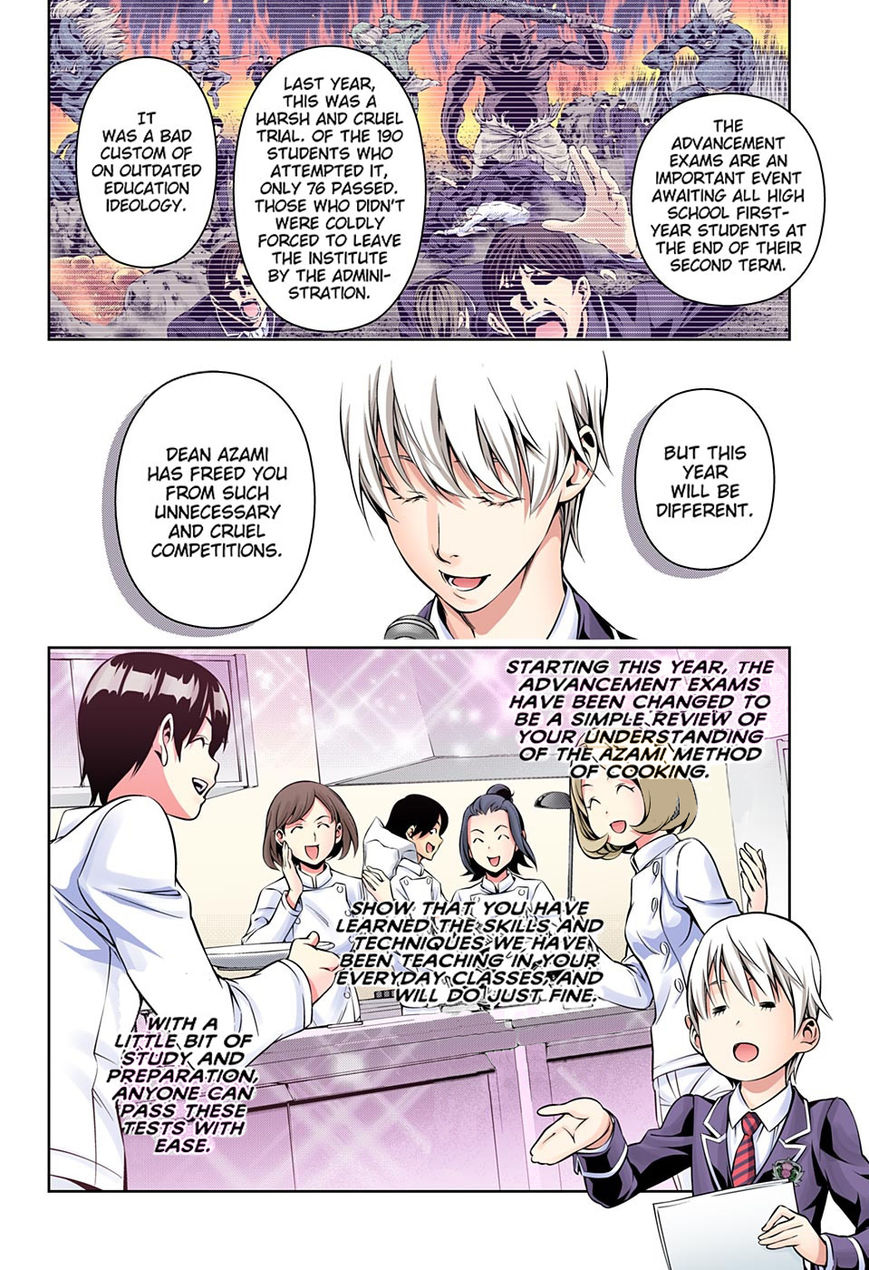 THE
ADVANCEMENT
EXAMS ARE AN
IMPORTANT EVENT
AWAITING ALL HIGH
SCHOOL FIRST-
YEAR STUDENTS AT
THE END OF THEIR
SECOND TERM.
LAST YEAR,
THIS WAS A
HARSH AND CRUEL
TRIAL. OF THE 190
STUDENTS WHO
ATTEMPTED IT,
ONLY 76 PASSED.
THOSE WHO DIDN'T
WERE COLDLY
FORCED TO LEAVE
THE INSTITUTE
BY THE ADMINI-
STRATION.
IT
WAS A BAD
CUSTOM OF
ON OUTDATED
EDUCATION
IDEOLOGY.
BUT THIS
YEAR
WILL BE
DIFFERENT.
DEAN AZAMI
HAS FREED YOU
FROM SUCH
UNNECESSARY
AND CRUEL
COMPETITIONS.
STARTING THIS YEAR, THE
ADVANCEMENT EXAMS
HAVE BEEN CHANGED TO
BE A SIMPLE REVIEW OF
YOUR UNDERSTANDING
OF THE AZAMI METHOD
OF COOKING.
SHOW THAT YOU HAVE
LEARNED THE SKILLS AND
TECHNIQUES WE HAVE
BEEN TEACHING IN YOUR
EVERYDAY CLASSES, AND
WILL DO JUST FINE.
WITH A
LITTLE BIT OF
STUDY AND
PREPARATION,
ANYONE CAN
PASS THESE
TESTS WITH
EASE.